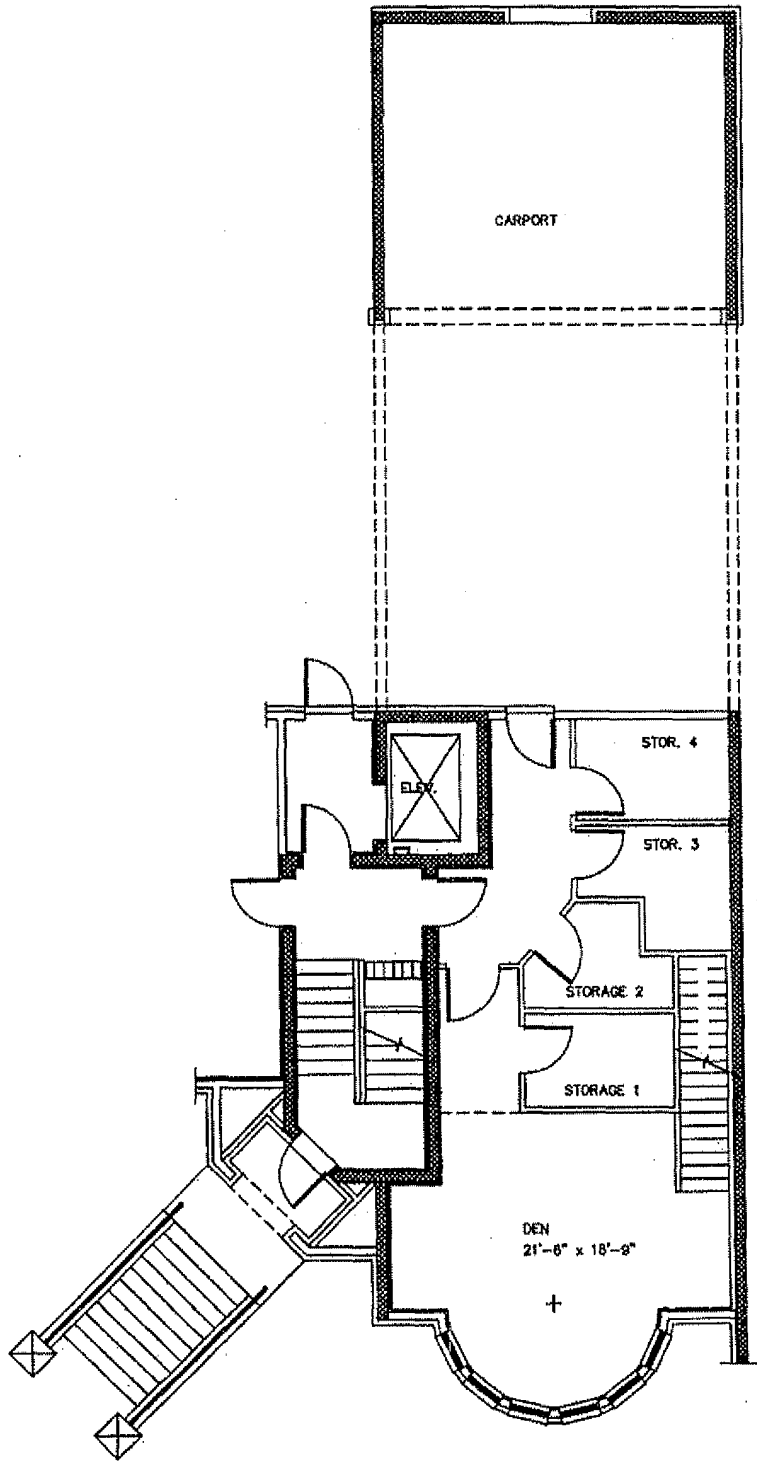 CARPORT
STOR. 4
ELEV.
STOR. 3
STORAGE 2
STORAGE 1
DEN
21'-6" x 18'-9"